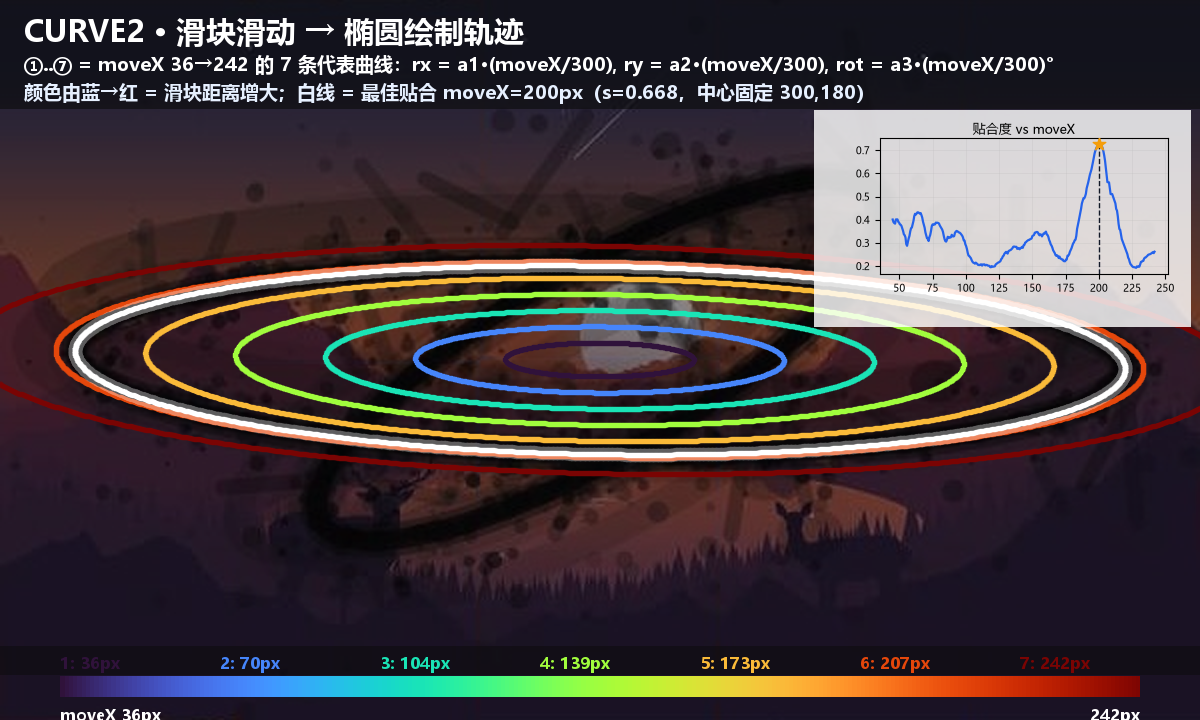 CURVE2 • 滑块滑动 → 椭圆绘制轨迹
①..⑦ = moveX 36→242 的 7 条代表曲线：rx = a1•(moveX/300), ry = a2•(moveX/300), rot = a3•(moveX/300)°
颜色由蓝→红 = 滑块距离增大；白线 = 最佳贴合 moveX=200px（s=0.668，中心固定 300,180）
贴合度 vs moveX
0.7
0.6
0.5
0.4
0.3
0.2
50 75 100 125 150 175 200 225 250
1: 36px 2: 70px 3: 104px 4: 139px 5: 173px 6: 207px 7: 242px
moveX 36px 242px